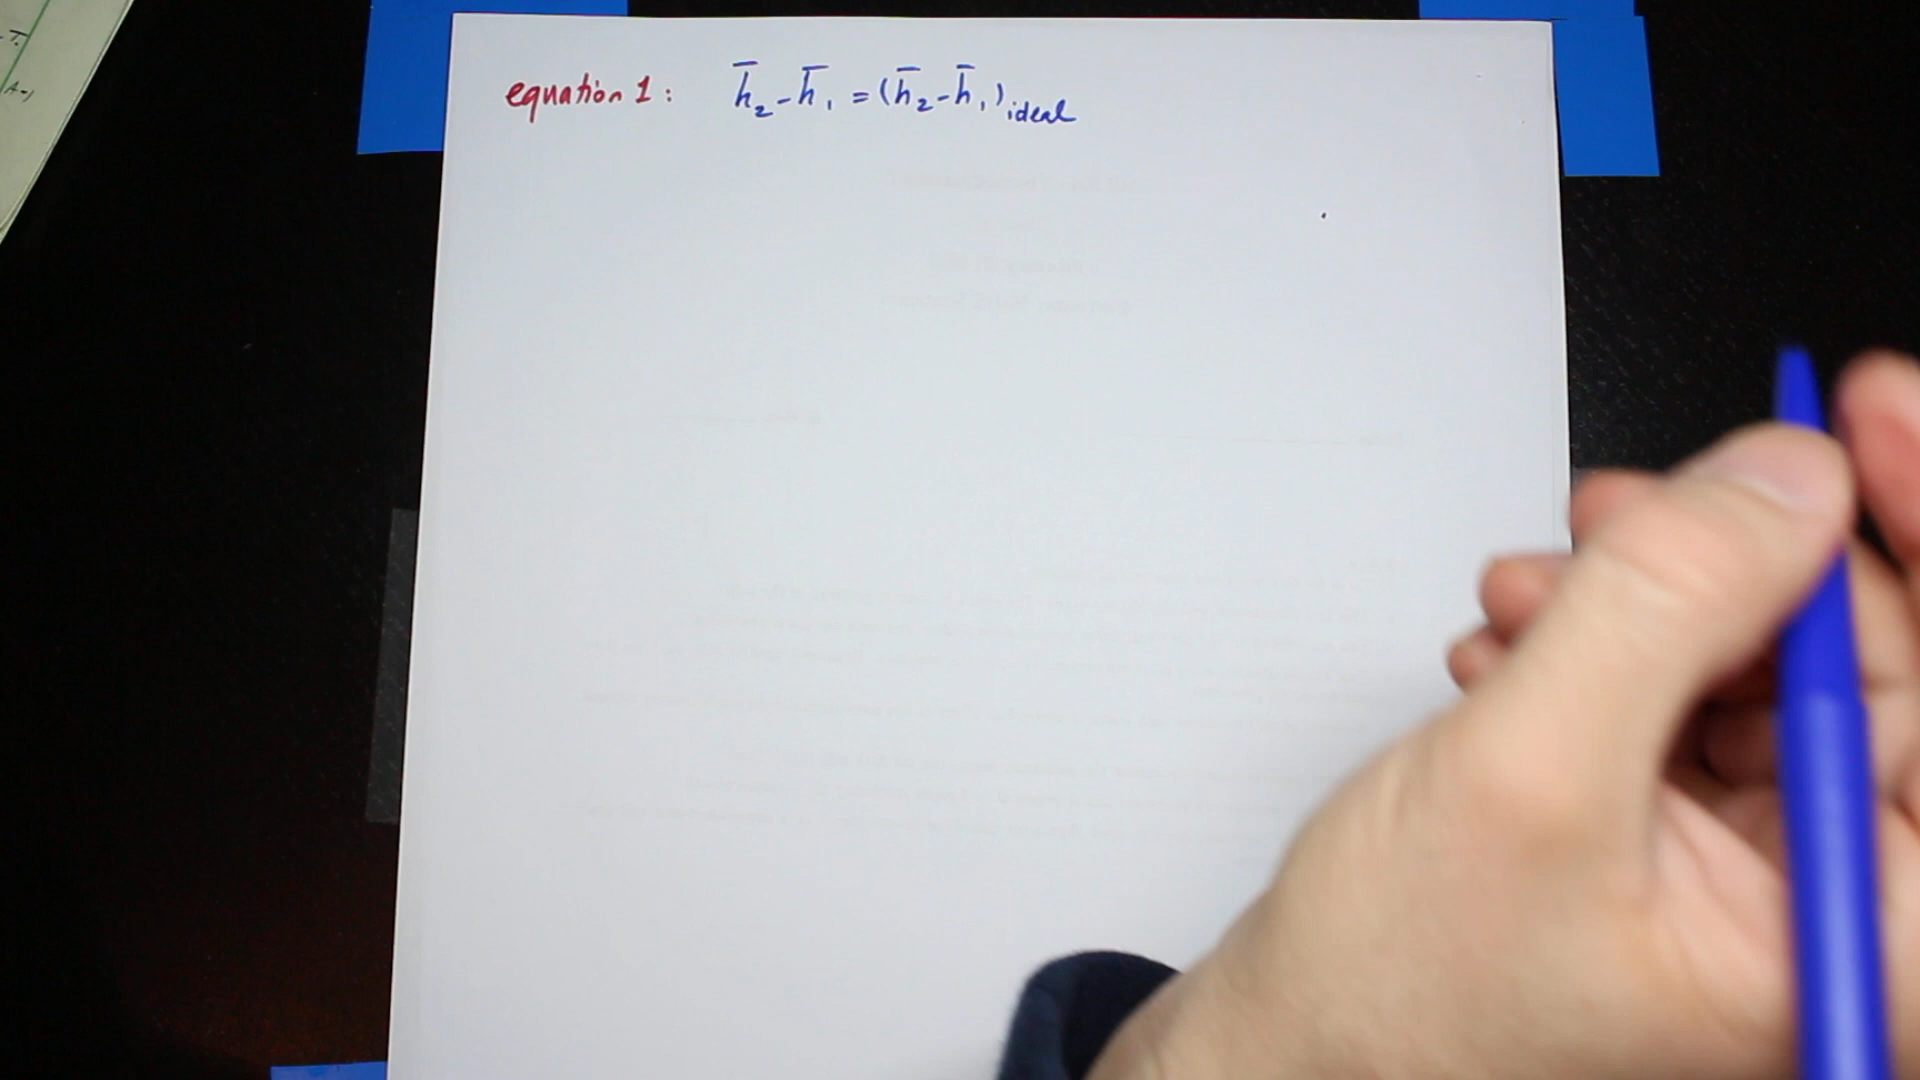 equation 1: h̄₂ - h̄₁ = (h̄₂ - h̄₁)ideal